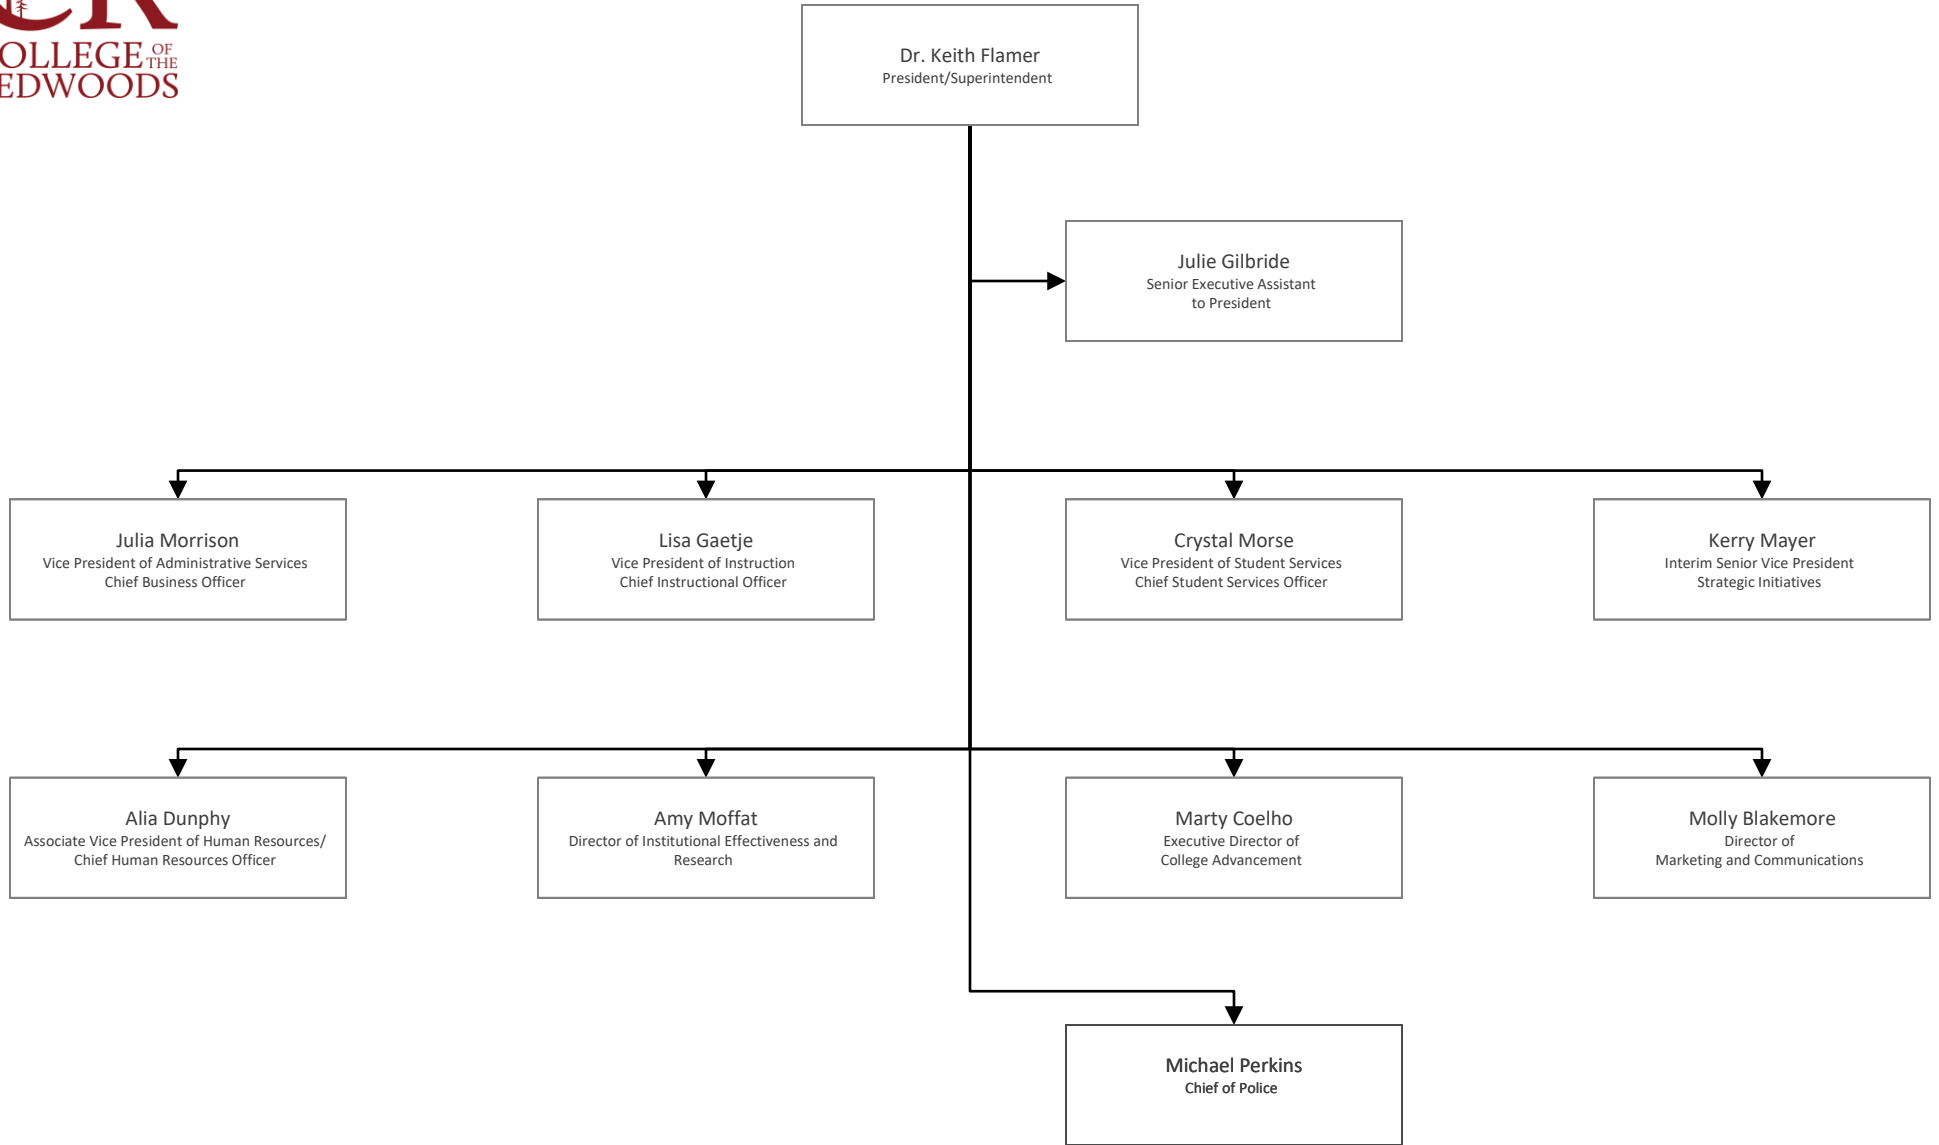 OLLEGE OF THE
EDWOODS
Dr. Keith Flamer
President/Superintendent
Julie Gilbride
Senior Executive Assistant
to President
Julia Morrison
Vice President of Administrative Services
Chief Business Officer
Lisa Gaetje
Vice President of Instruction
Chief Instructional Officer
Crystal Morse
Vice President of Student Services
Chief Student Services Officer
Kerry Mayer
Interim Senior Vice President
Strategic Initiatives
Alia Dunphy
Associate Vice President of Human Resources/
Chief Human Resources Officer
Amy Moffat
Director of Institutional Effectiveness and
Research
Marty Coelho
Executive Director of
College Advancement
Molly Blakemore
Director of
Marketing and Communications
Michael Perkins
Chief of Police